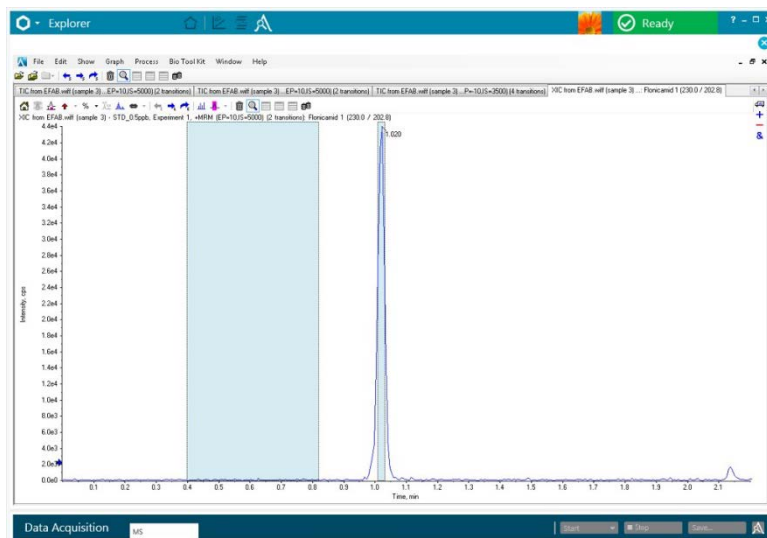 Explorer
Ready
? - □
File Edit Show Graph Process Bio Tool Kit Window Help
TIC from EFAB.wiff (sample 3)...EP=10,IS=5000) (2 transitions)
TIC from EFAB.wiff (sample 3)...EP=10,IS=5000) (2 transitions)
TIC from EFAB.wiff (sample 3)...P=-10,IS=3500) (4 transitions)
XIC from EFAB.wiff (sample 3) ... Flonicamid 1 (230.0 / 202.8)
XIC from EFAB.wiff (sample 3) - STD_0.5ppb, Experiment 1, +MRM (EP=10,IS=5000) (2 transitions): Flonicamid 1 (230.0 / 202.8)
1.020
4.4e4
4.2e4
4.0e4
3.8e4
3.6e4
3.4e4
3.2e4
3.0e4
2.8e4
2.6e4
2.4e4
2.2e4
2.0e4
1.8e4
1.6e4
1.4e4
1.2e4
1.0e4
8.0e3
6.0e3
4.0e3
2.0e3
0.0e0
Intensity, cps
0.1 0.2 0.3 0.4 0.5 0.6 0.7 0.8 0.9 1.0 1.1 1.2 1.3 1.4 1.5 1.6 1.7 1.8 1.9 2.0 2.1
Time, min
Data Acquisition
MS
Start
Stop
Save...